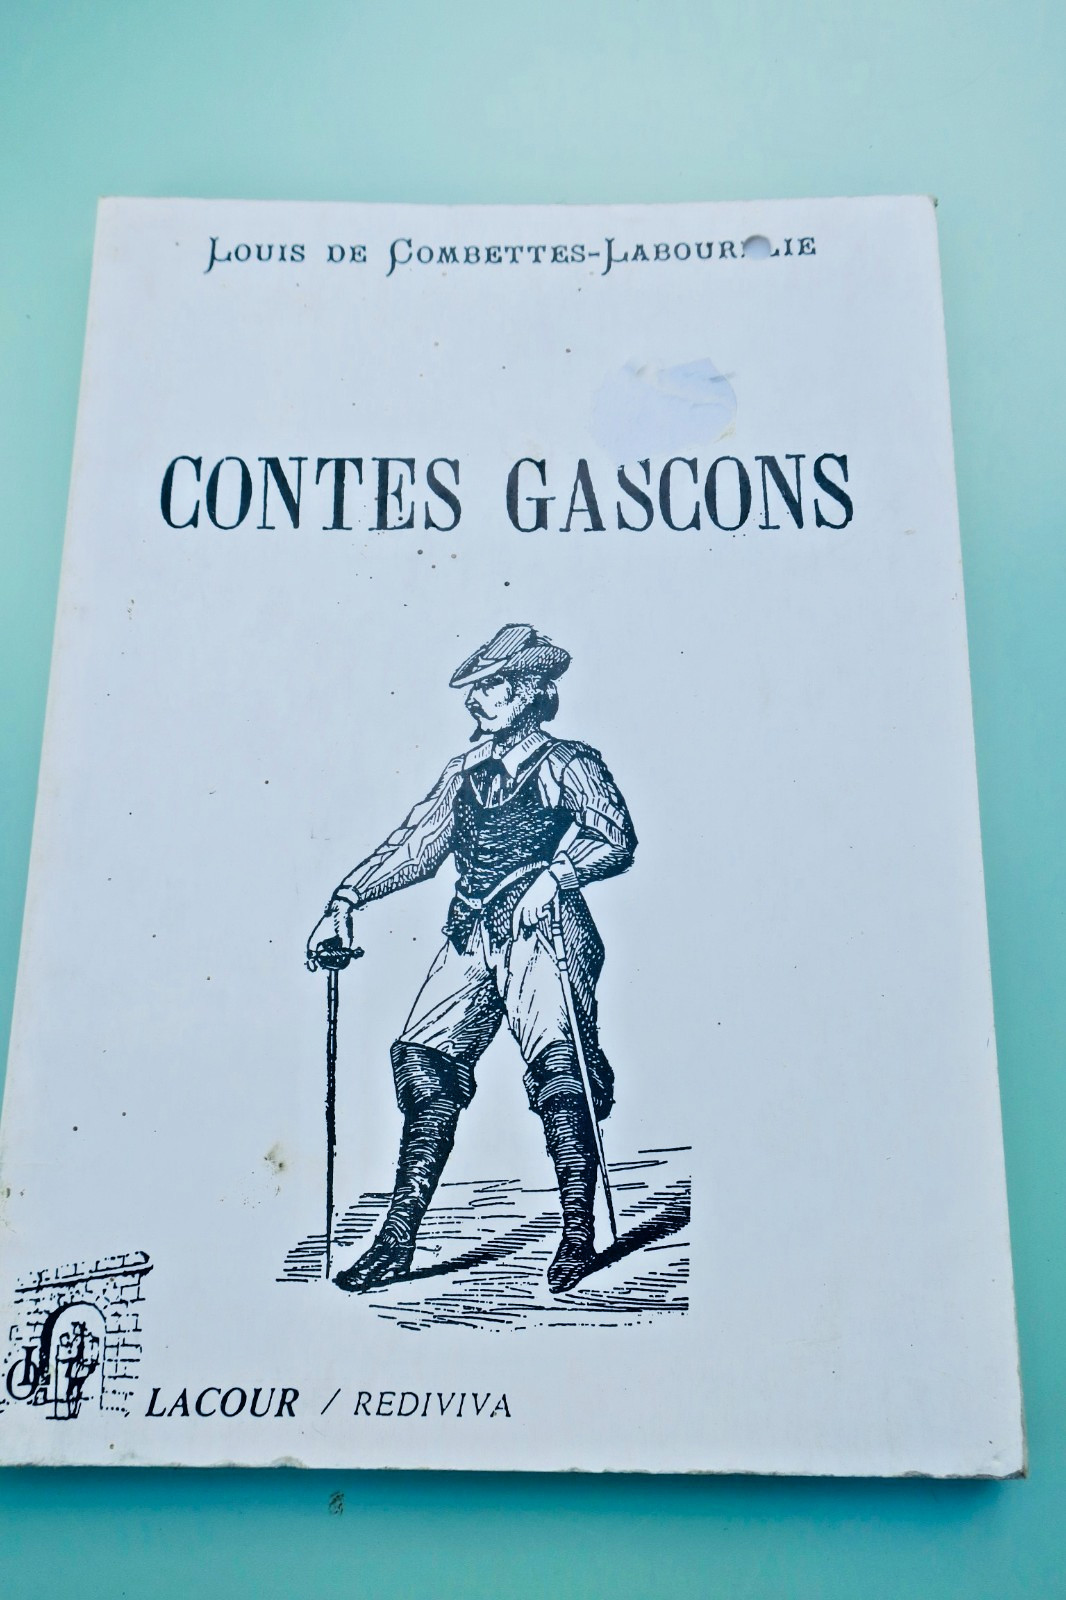 LOUIS DE
CONTES GASCONS
LACOUR / REDIVIVA